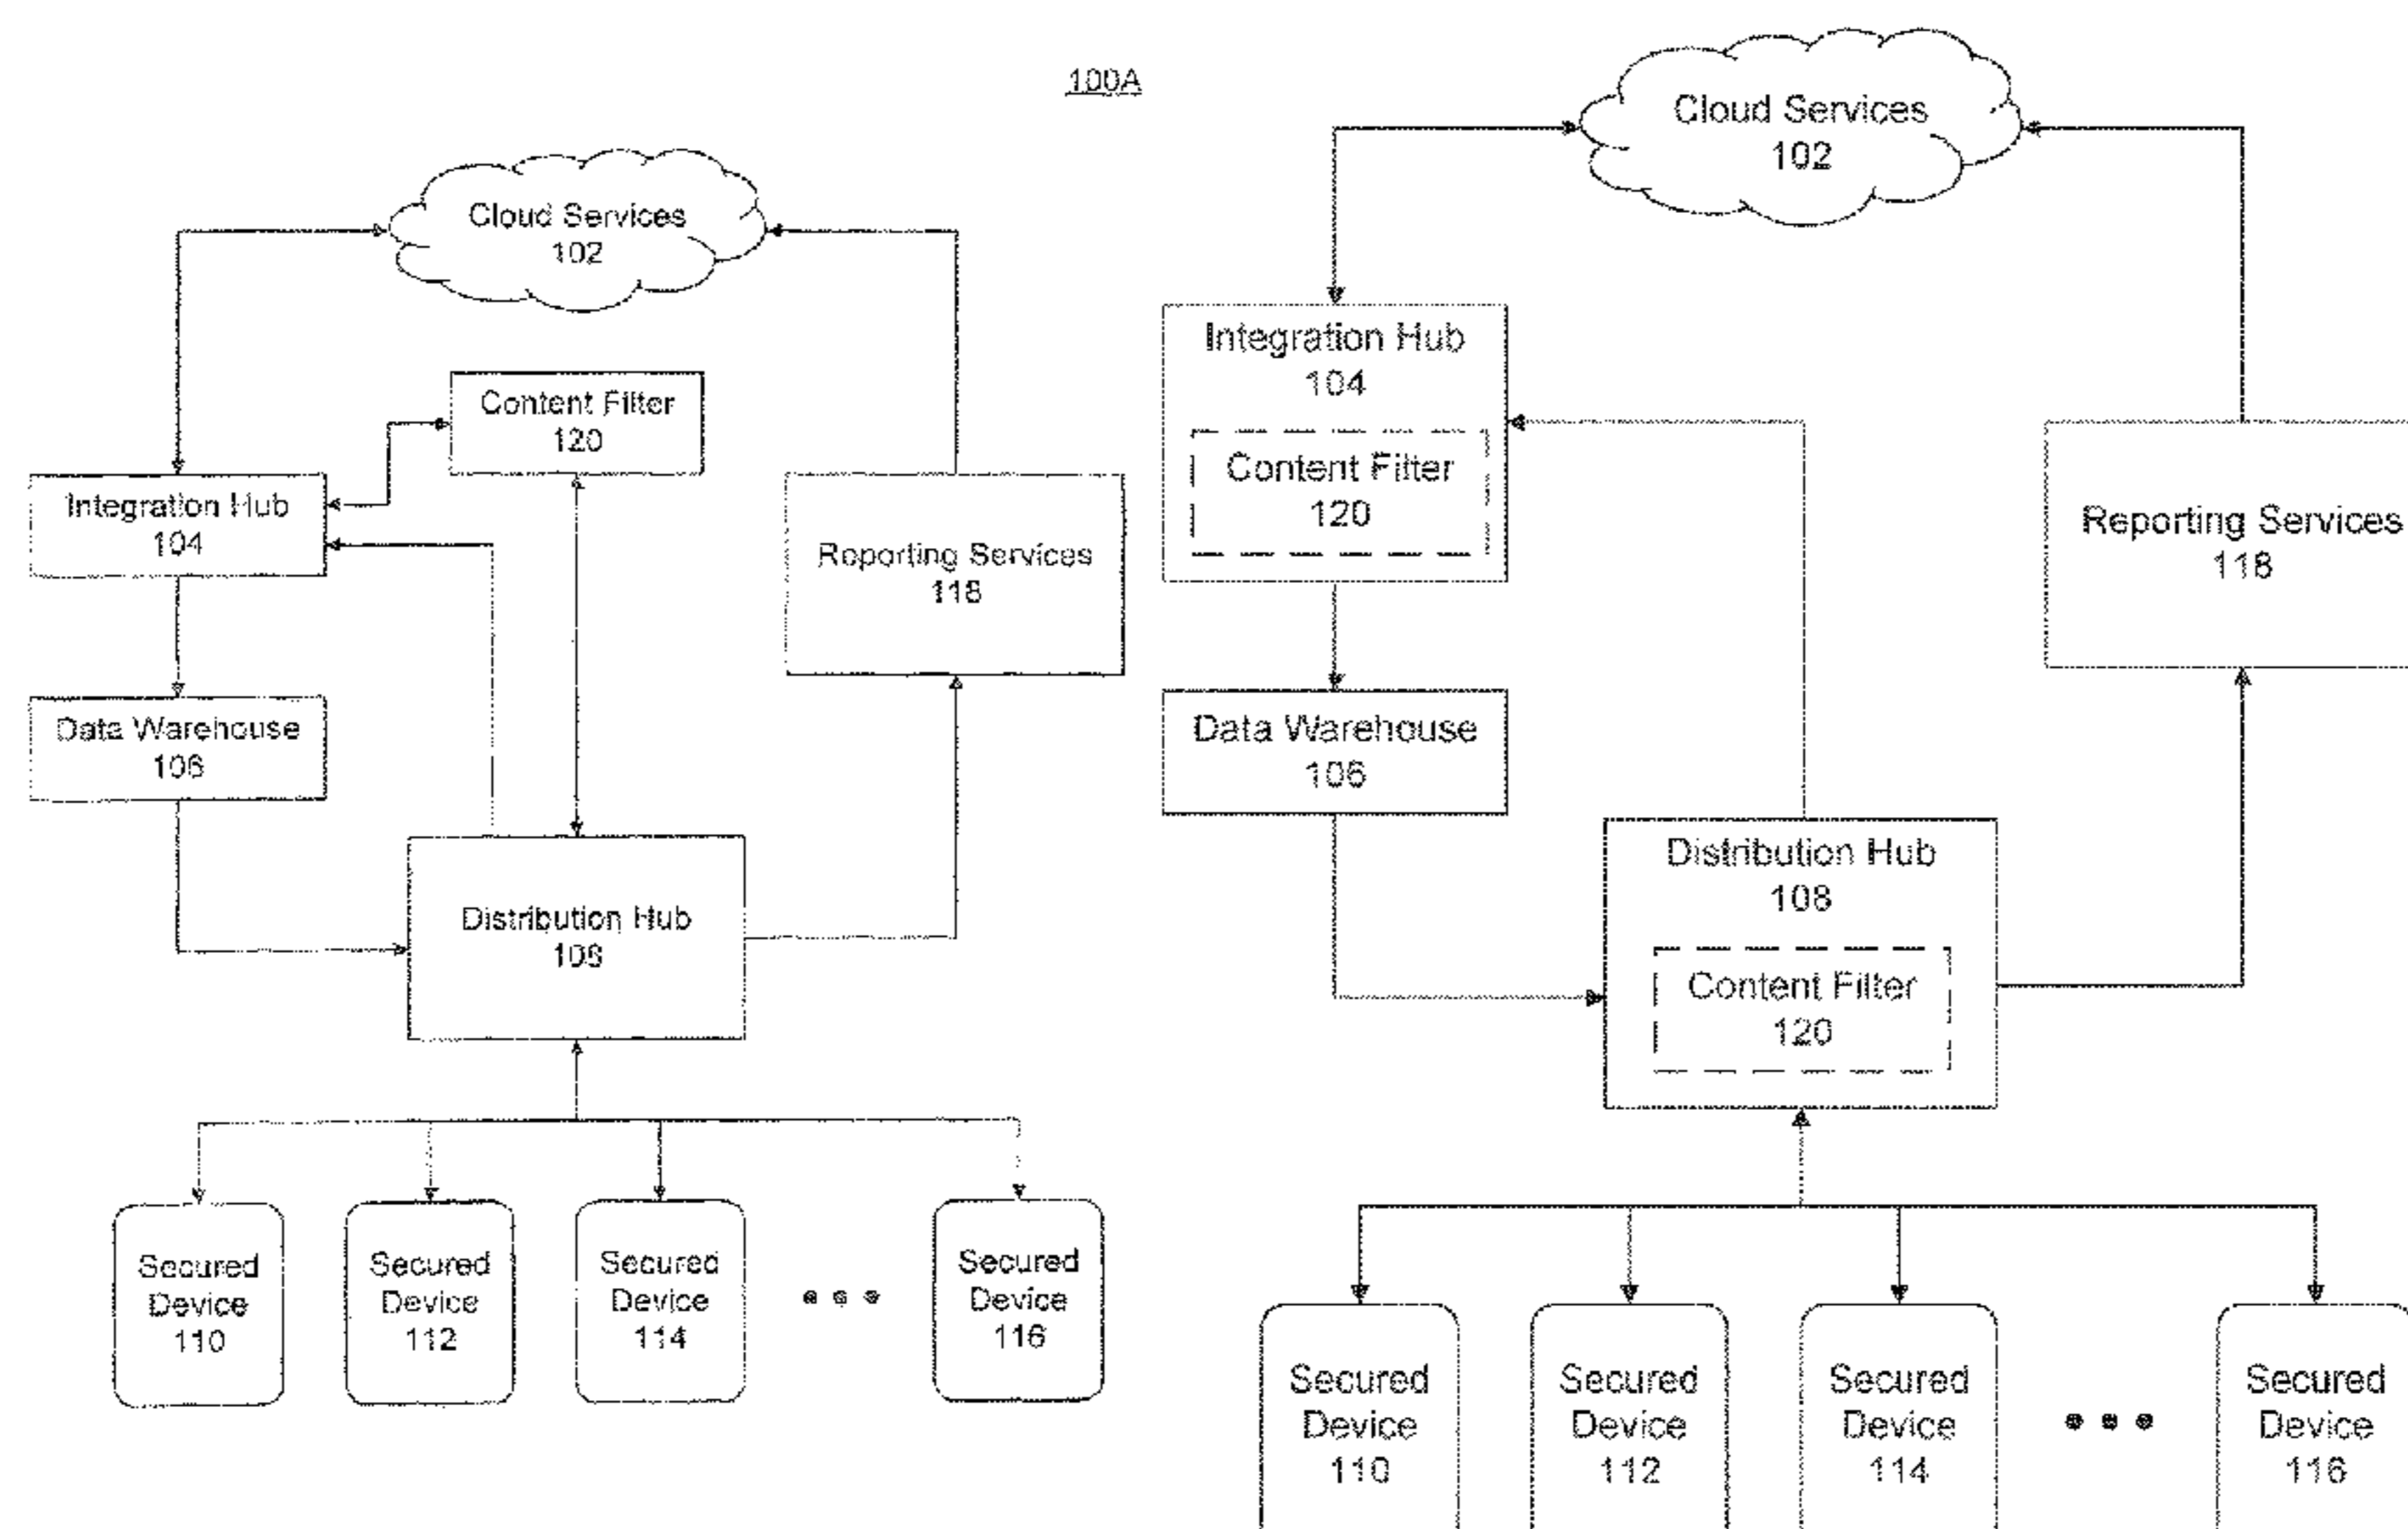 100A
Cloud Services
102
Content Filter
120
Integration Hub
104
Reporting Services
118
Data Warehouse
106
Distribution Hub
108
Secured
Device
110
Secured
Device
112
Secured
Device
114
Secured
Device
116
Cloud Services
102
Integration Hub
104
Content Filter
120
Reporting Services
118
Data Warehouse
106
Distribution Hub
108
Content Filter
120
Secured
Device
110
Secured
Device
112
Secured
Device
114
Secured
Device
116